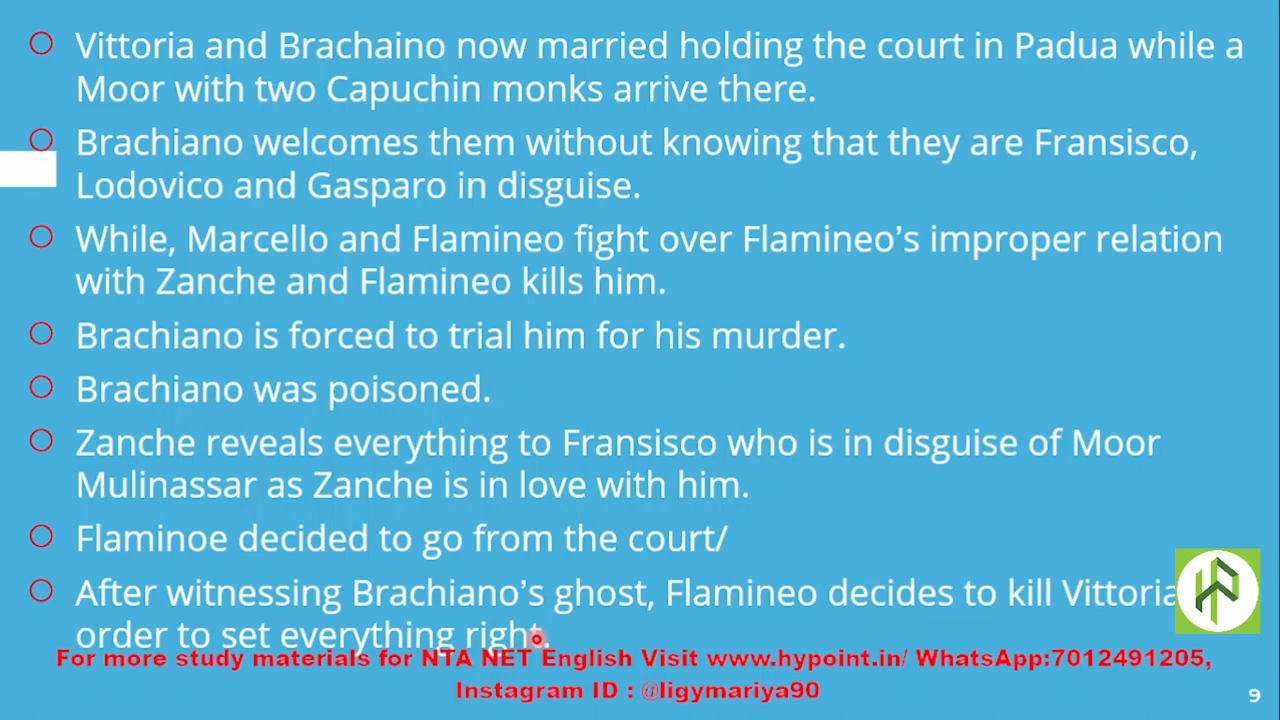 Vittoria and Brachaino now married holding the court in Padua while a
Moor with two Capuchin monks arrive there.
Brachiano welcomes them without knowing that they are Fransisco,
Lodovico and Gasparo in disguise.
While, Marcello and Flamineo fight over Flamineo’s improper relation
with Zanche and Flamineo kills him.
Brachiano is forced to trial him for his murder.
Brachiano was poisoned.
Zanche reveals everything to Fransisco who is in disguise of Moor
Mulinassar as Zanche is in love with him.
Flaminoe decided to go from the court/
After witnessing Brachiano’s ghost, Flamineo decides to kill Vittoria
order to set everything right.
For more study materials for NTA NET English Visit www.hypoint.in/ WhatsApp:7012491205,
Instagram ID : @ligymariya90
9